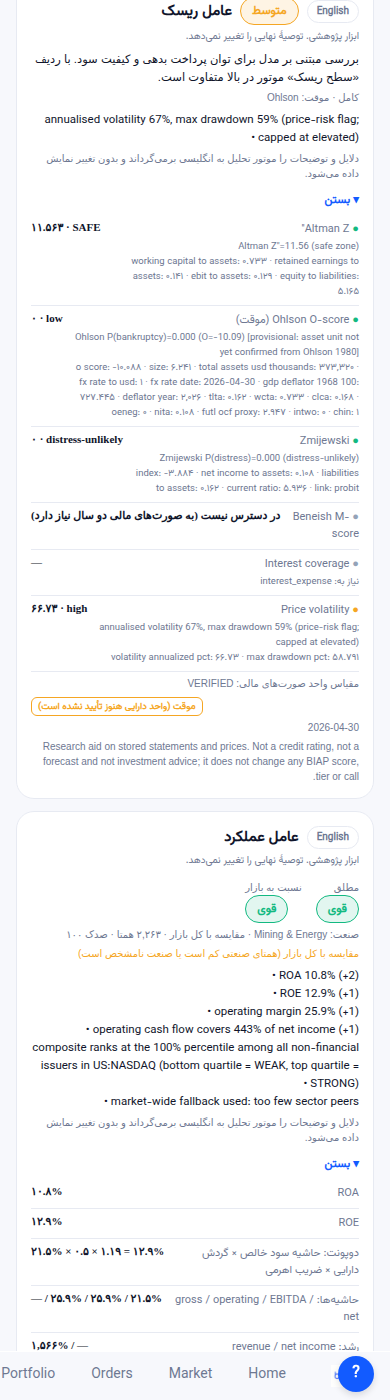 عامل ریسک متوسط English
ابزار پژوهشی. توصیهٔ نهایی را تغییر نمی‌دهد.
بررسی مبتنی بر مدل برای توان پرداخت بدهی و کیفیت سود. با ردیف
«سطح ریسک» موتور در بالا متفاوت است.
کامل · موقت: Ohlson
annualised volatility 67%, max drawdown 59% (price-risk flag;
• capped at elevated)
دلایل و توضیحات را موتور تحلیل به انگلیسی برمی‌گرداند و بدون تغییر نمایش
داده می‌شود.
▾ بستن
Altman Z" ۱۱.۵۶۳ · SAFE
Altman Z"=11.56 (safe zone)
working capital to assets: ۰.۷۳۳ · retained earnings to
assets: ۰.۱۴۱ · ebit to assets: ۰.۱۲۹ · equity to liabilities:
۵.۱۶۵
Ohlson O-score (موقت) ۰ · low
Ohlson P(bankruptcy)=0.000 (O=-10.09) [provisional: asset unit not
yet confirmed from Ohlson 1980]
o score: -۱۰.۰۸۸ · size: ۶.۲۴۱ · total assets usd thousands: ۳۷۳,۳۲۰ ·
fx rate to usd: ۱ · fx rate date: 2026-04-30 · gdp deflator 1968 100:
۷۲۷.۴۴۵ · deflator year: ۲,۰۲۶ · tlta: ۰.۱۶۲ · wcta: ۰.۷۳۳ · clca: ۰.۱۶۸ ·
oeneg: ۰ · nita: ۰.۱۰۸ · futl ocf proxy: ۲.۹۴۷ · intwo: ۰ · chin: ۱
Zmijewski ۰ · distress-unlikely
Zmijewski P(distress)=0.000 (distress-unlikely)
index: -۳.۸۸۴ · net income to assets: ۰.۱۰۸ · liabilities
to assets: ۰.۱۶۲ · current ratio: ۵.۹۳۶ · link: probit
Beneish M- در دسترس نیست (به صورت‌های مالی دو سال نیاز دارد)
score
Interest coverage —
نیاز به: interest_expense
Price volatility ۶۶.۷۳ · high
annualised volatility 67%, max drawdown 59% (price-risk flag;
capped at elevated)
volatility annualized pct: ۶۶.۷۳ · max drawdown pct: ۵۸.۷۹۱
مقیاس واحد صورت‌های مالی: VERIFIED
موقت (واحد دارایی هنوز تأیید نشده است)
2026-04-30
Research aid on stored statements and prices. Not a credit rating, not a
forecast and not investment advice; it does not change any BIAP score,
tier or call.
عامل عملکرد English
ابزار پژوهشی. توصیهٔ نهایی را تغییر نمی‌دهد.
مطلق نسبت به بازار
قوی قوی
صنعت: Mining & Energy · مقایسه با کل بازار · ۲,۲۶۳ همتا · صدک ۱۰۰
مقایسه با کل بازار (همتای صنعتی کم است یا صنعت نامشخص است)
• ROA 10.8% (+2)
• ROE 12.9% (+1)
• operating margin 25.9% (+1)
• operating cash flow covers 443% of net income (+1)
composite ranks at the 100% percentile among all non-financial
issuers in US:NASDAQ (bottom quartile = WEAK, top quartile =
• STRONG)
• market-wide fallback used: too few sector peers
دلایل و توضیحات را موتور تحلیل به انگلیسی برمی‌گرداند و بدون تغییر نمایش
داده می‌شود.
▾ بستن
ROA ۱۰.۸%
ROE ۱۲.۹%
دوپونت: حاشیه سود خالص × گردش ۲۱.۵% × ۰.۵ × ۱.۱۹ = ۱۲.۹%
دارایی × ضریب اهرمی
حاشیه‌ها: gross / operating / EBITDA / — / ۲۵.۹% / ۲۵.۹% / ۲۱.۵%
net
رشد: revenue / net income ۱,۵۶۶% / —
Portfolio Orders Market Home ?